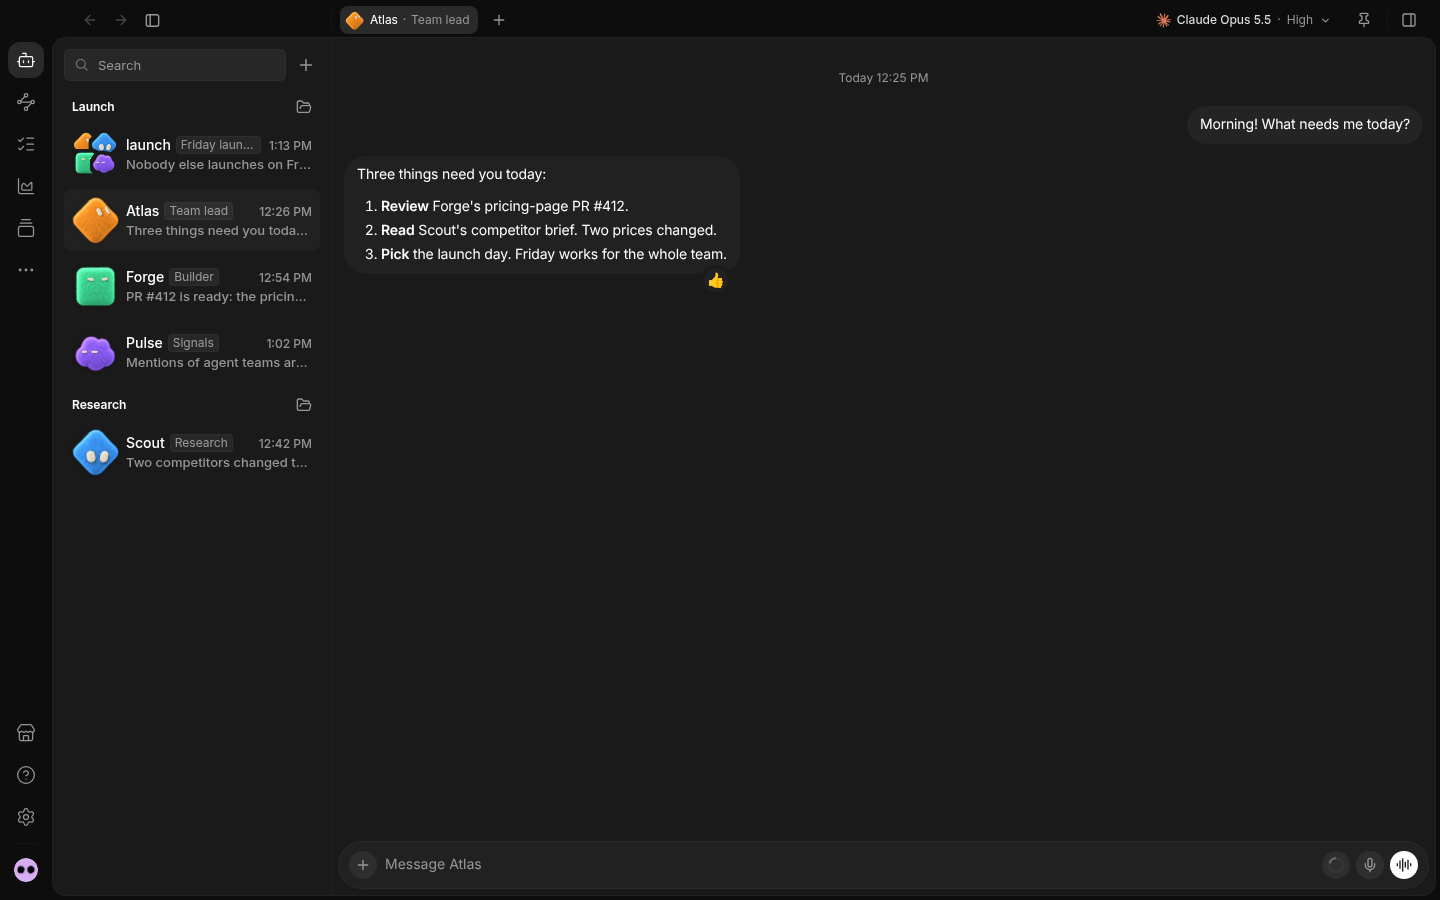 Atlas · Team lead
Claude Opus 5.5 · High
Search
Launch
launch Friday laun... 1:13 PM
Nobody else launches on Fr...
Atlas Team lead 12:26 PM
Three things need you toda...
Forge Builder 12:54 PM
PR #412 is ready: the pricin...
Pulse Signals 1:02 PM
Mentions of agent teams ar...
Research
Scout Research 12:42 PM
Two competitors changed t...
Today 12:25 PM
Morning! What needs me today?
Three things need you today:
1. Review Forge's pricing-page PR #412.
2. Read Scout's competitor brief. Two prices changed.
3. Pick the launch day. Friday works for the whole team.
👍
Message Atlas